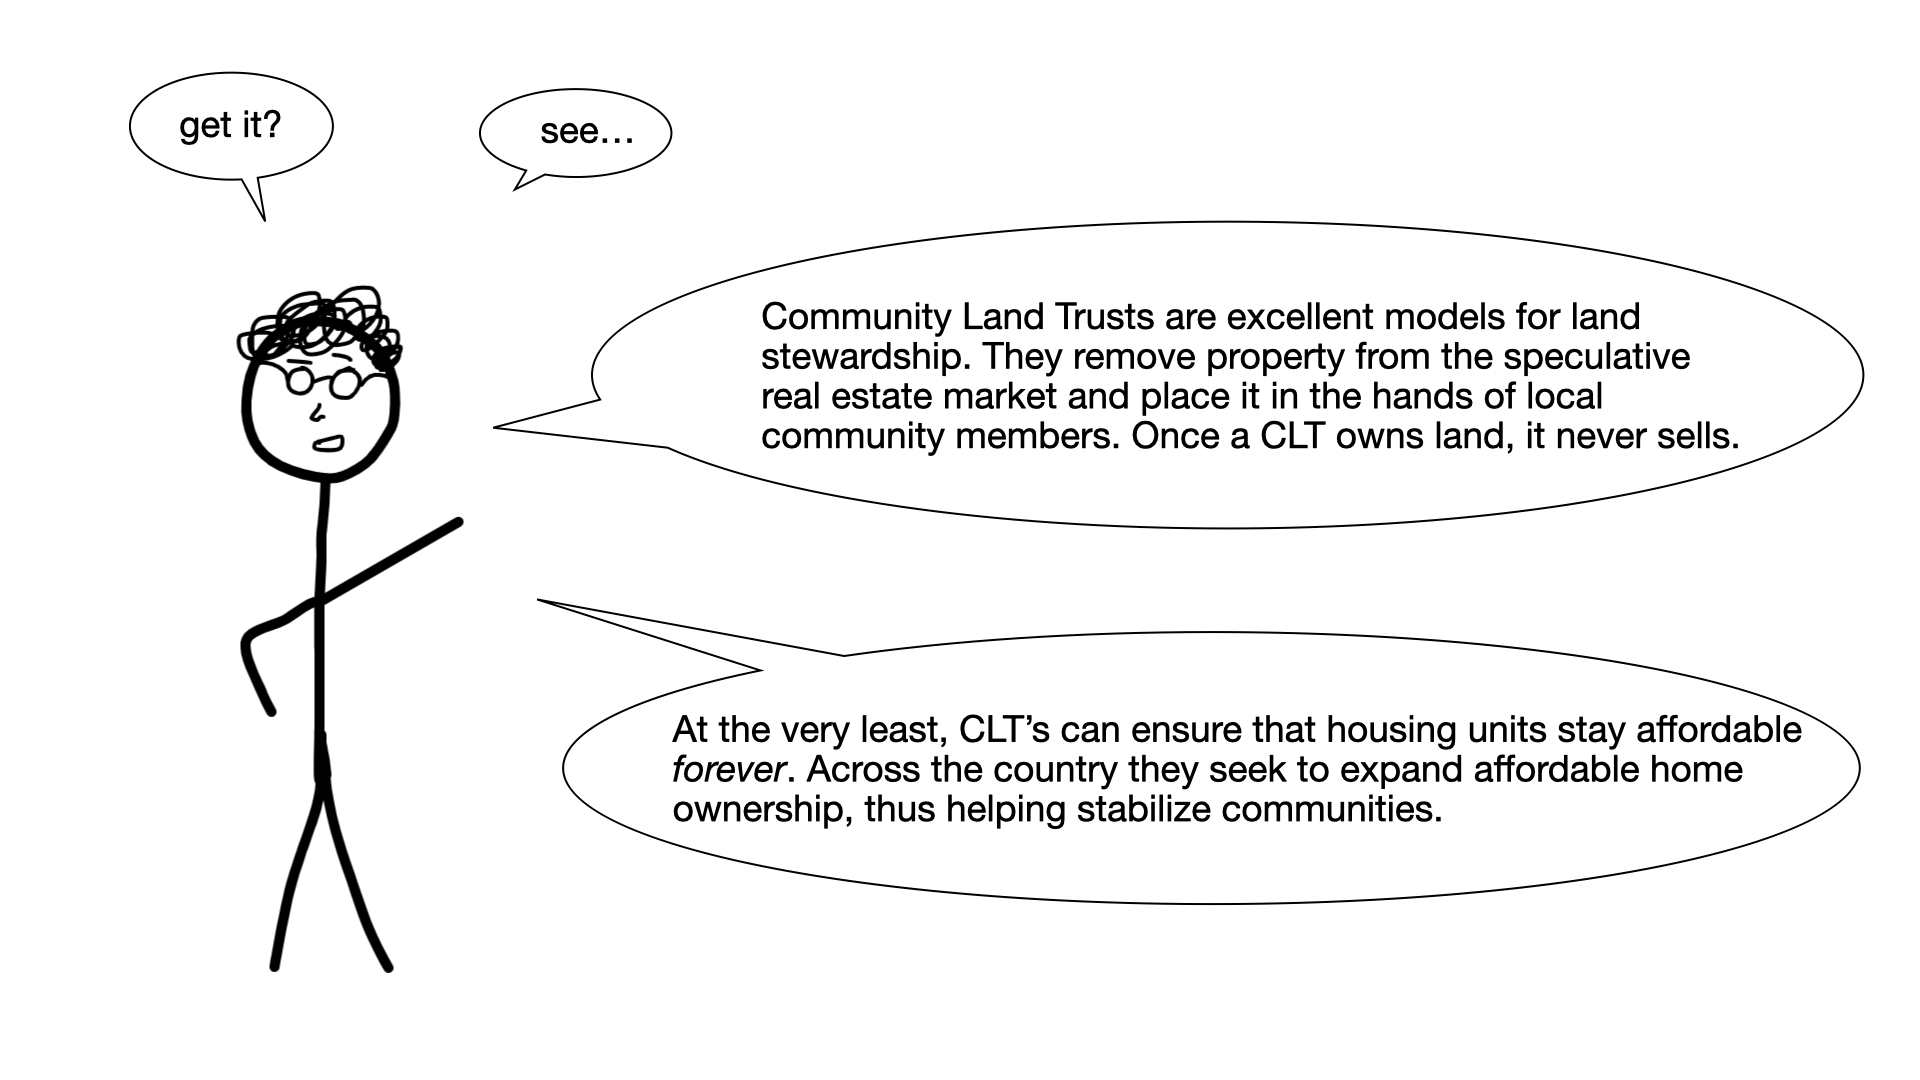 get it?
see…
Community Land Trusts are excellent models for land
stewardship. They remove property from the speculative
real estate market and place it in the hands of local
community members. Once a CLT owns land, it never sells.
At the very least, CLT’s can ensure that housing units stay affordable
forever. Across the country they seek to expand affordable home
ownership, thus helping stabilize communities.